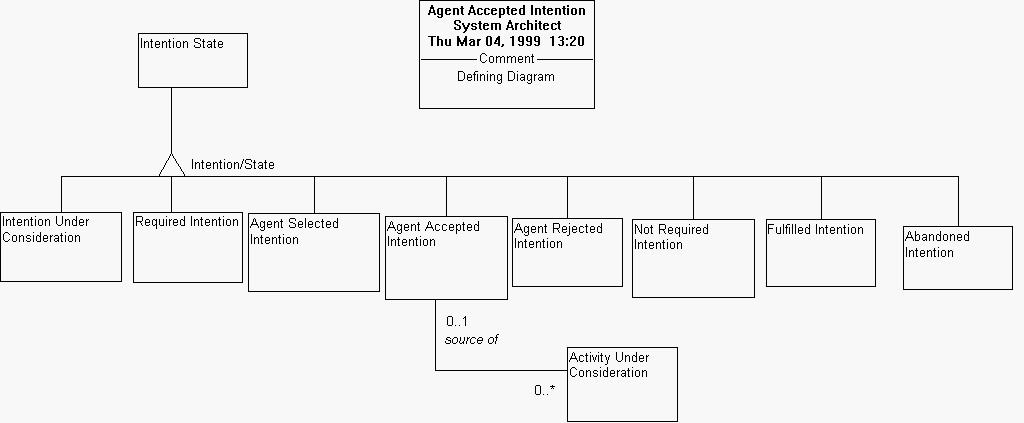 Agent Accepted Intention
System Architect
Thu Mar 04, 1999 13:20
Comment
Defining Diagram
Intention State
Intention/State
Intention Under
Consideration
Required Intention
Agent Selected
Intention
Agent Accepted
Intention
Agent Rejected
Intention
Not Required
Intention
Fulfilled Intention
Abandoned
Intention
0..1
source of
Activity Under
Consideration
0..*